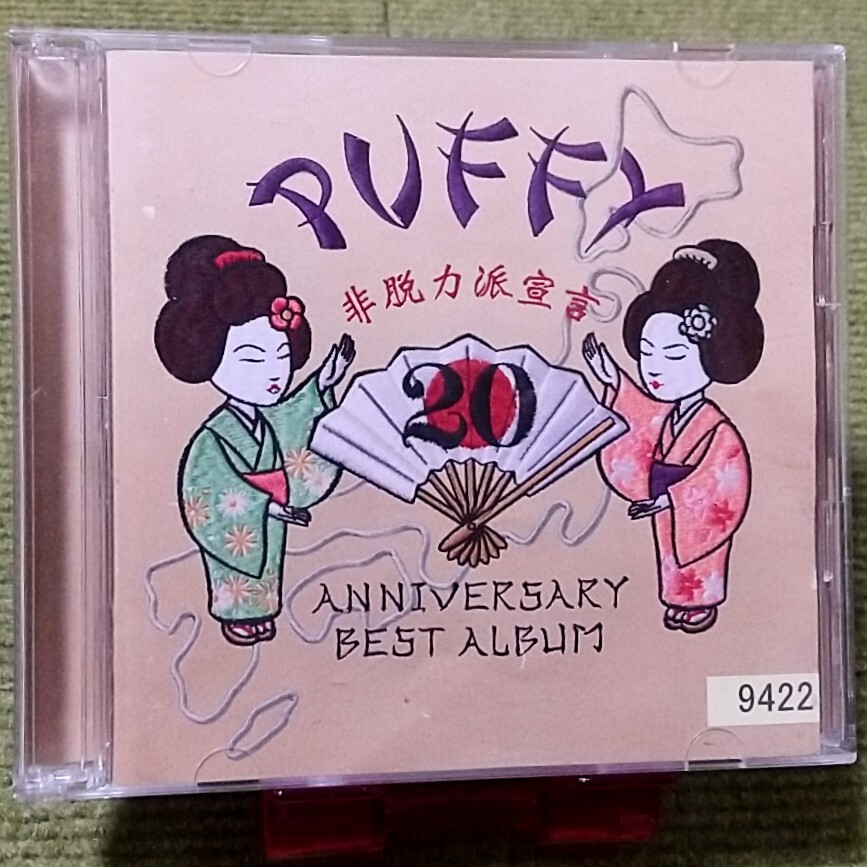 PUFFY
非脱力派宣言
20
ANNIVERSARY
BEST ALBUM
9422